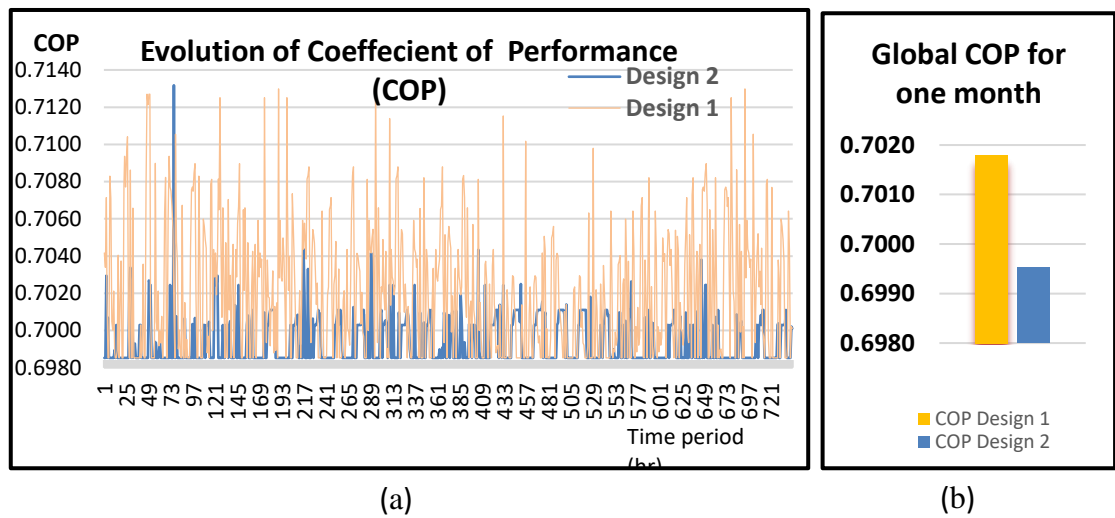 COP
Evolution of Coeffecient of Performance
(COP)
Design 2
Design 1
0.7140
0.7120
0.7100
0.7080
0.7060
0.7040
0.7020
0.7000
0.6980
1 25 49 73 97 121 145 169 193 217 241 265 289 313 337 361 385 409 433 457 481 505 529 553 577 601 625 649 673 697 721
Time period
(hr)
(a)
Global COP for
one month
0.7020
0.7010
0.7000
0.6990
0.6980
COP Design 1
COP Design 2
(b)